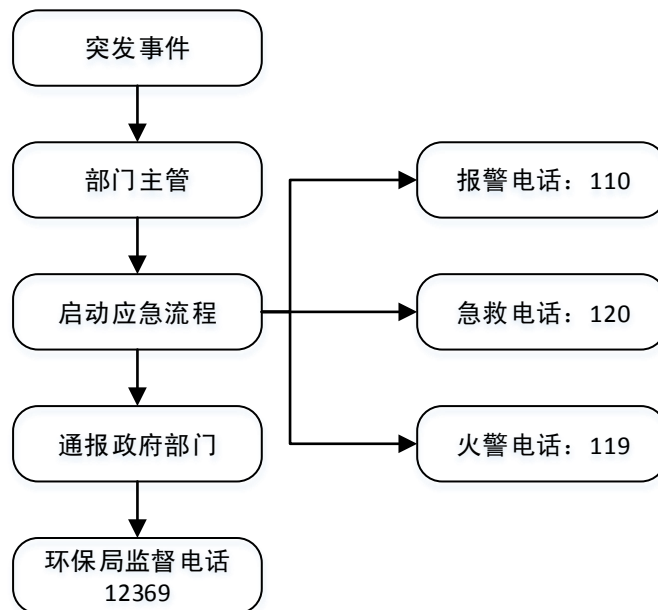 突发事件
部门主管
报警电话：110
启动应急流程
急救电话：120
通报政府部门
火警电话：119
环保局监督电话
12369